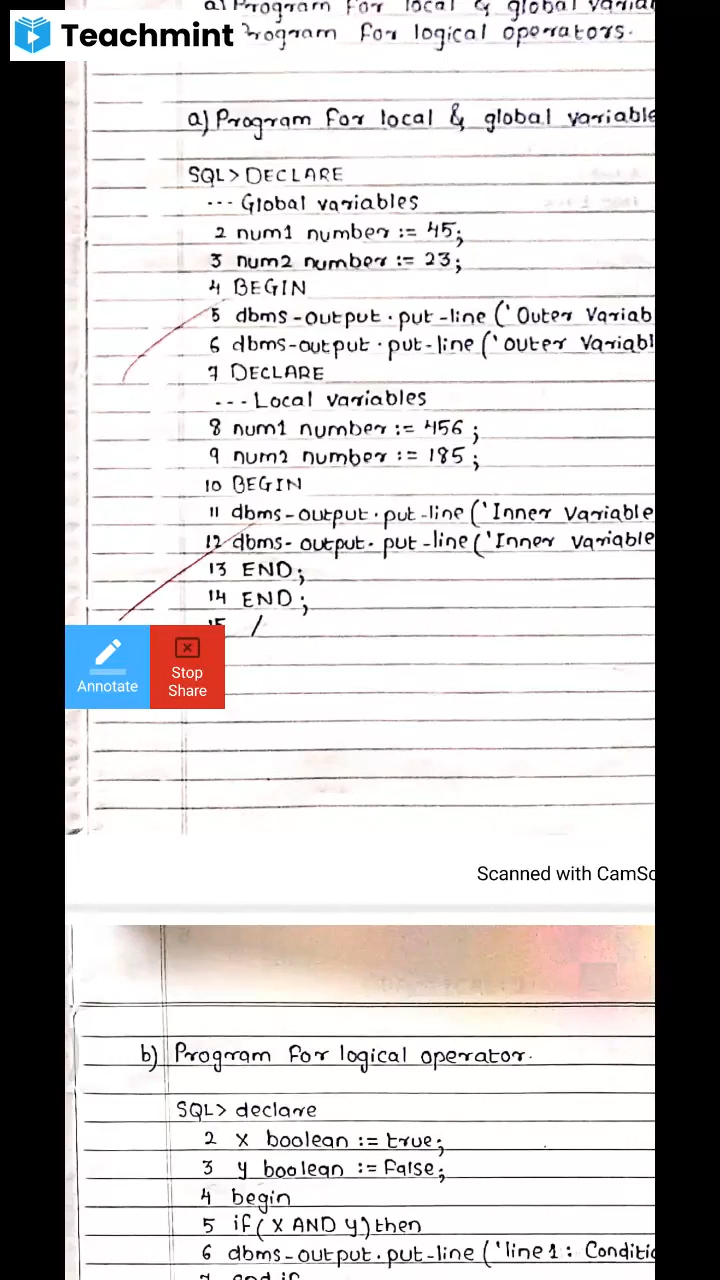 a) Program for local & global variab
Teachmint
Program for logical operators.
a) Program for local & global variable
SQL> DECLARE
--- Global variables
2 num1 number := 45;
3 num2 number := 23;
4 BEGIN
5 dbms-output.put-line ('Outer Variab
6 dbms-output.put-line ('outer Variabl
7 DECLARE
--- Local variables
8 num1 number := 456;
9 num2 number := 185;
10 BEGIN
11 dbms-output.put-line ('Inner Variable
12 dbms-output.put-line ('Inner Variable
13 END;
14 END;
15 /
Annotate
Stop
Share
Scanned with CamSc
b) Program for logical operator.
SQL> declare
2 x boolean := true;
3 y boolean := False;
4 begin
5 if (X AND Y) then
6 dbms-output.put-line ('line 1: Conditio
7 end if